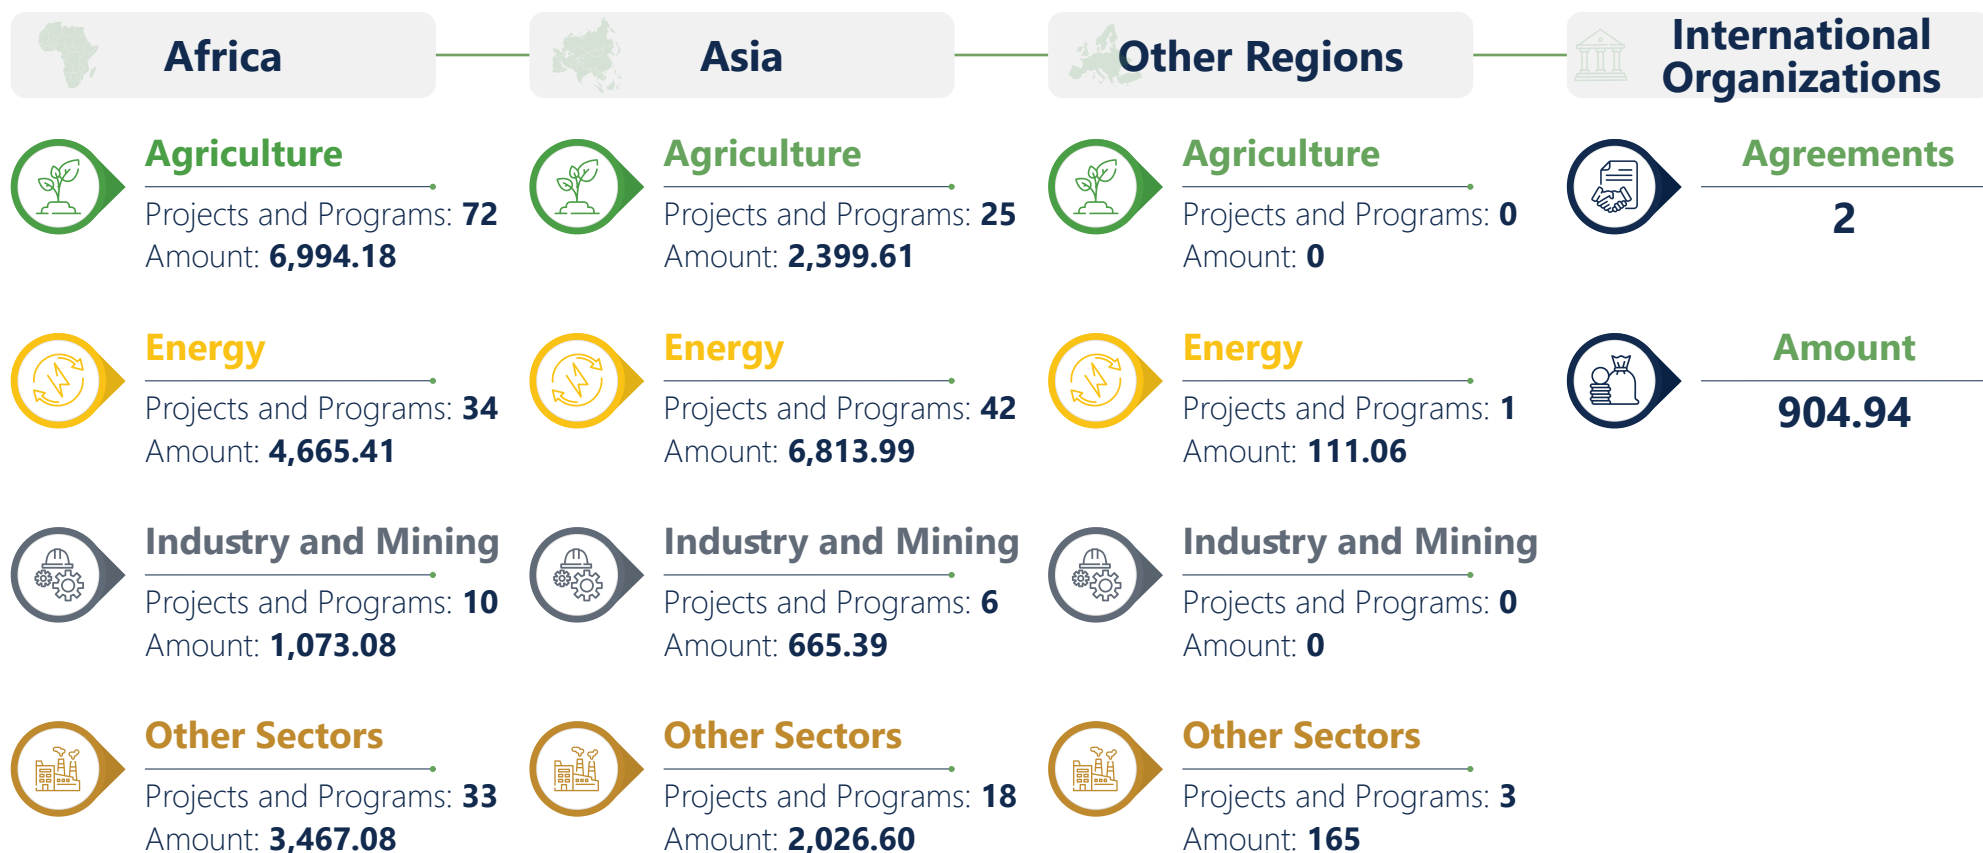 Africa
Agriculture
Projects and Programs: 72
Amount: 6,994.18
Energy
Projects and Programs: 34
Amount: 4,665.41
Industry and Mining
Projects and Programs: 10
Amount: 1,073.08
Other Sectors
Projects and Programs: 33
Amount: 3,467.08
Asia
Agriculture
Projects and Programs: 25
Amount: 2,399.61
Energy
Projects and Programs: 42
Amount: 6,813.99
Industry and Mining
Projects and Programs: 6
Amount: 665.39
Other Sectors
Projects and Programs: 18
Amount: 2,026.60
Other Regions
Agriculture
Projects and Programs: 0
Amount: 0
Energy
Projects and Programs: 1
Amount: 111.06
Industry and Mining
Projects and Programs: 0
Amount: 0
Other Sectors
Projects and Programs: 3
Amount: 165
International
Organizations
Agreements
2
Amount
904.94